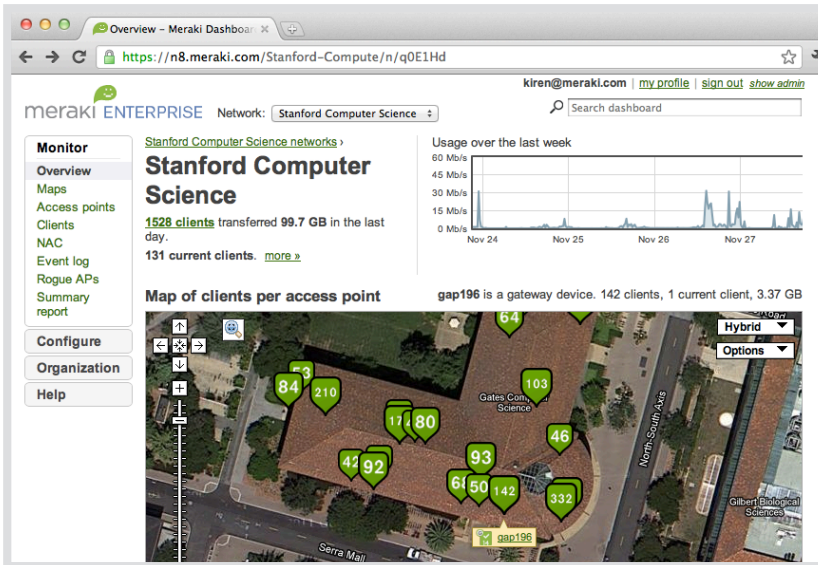 Overview - Meraki Dashboar
https://n8.meraki.com/Stanford-Compute/n/q0E1Hd
kiren@meraki.com | my profile | sign out show admin
meraki ENTERPRISE Network: Stanford Computer Science
Search dashboard
Monitor
Overview
Maps
Access points
Clients
NAC
Event log
Rogue APs
Summary
report
Configure
Organization
Help
Stanford Computer Science networks ›
Stanford Computer
Science
1528 clients transferred 99.7 GB in the last
day.
131 current clients. more »
Usage over the last week
60 Mb/s
45 Mb/s
30 Mb/s
15 Mb/s
0 Mb/s
Nov 24 Nov 25 Nov 26 Nov 27
Map of clients per access point
gap196 is a gateway device. 142 clients, 1 current client, 3.37 GB
Hybrid
Options
64
53
84
210
103
Gates Computer
Science
17
80
46
42
92
93
68
50
142
332
gap196
North-South Axis
Gilbert Biological
Sciences
Serra Mall